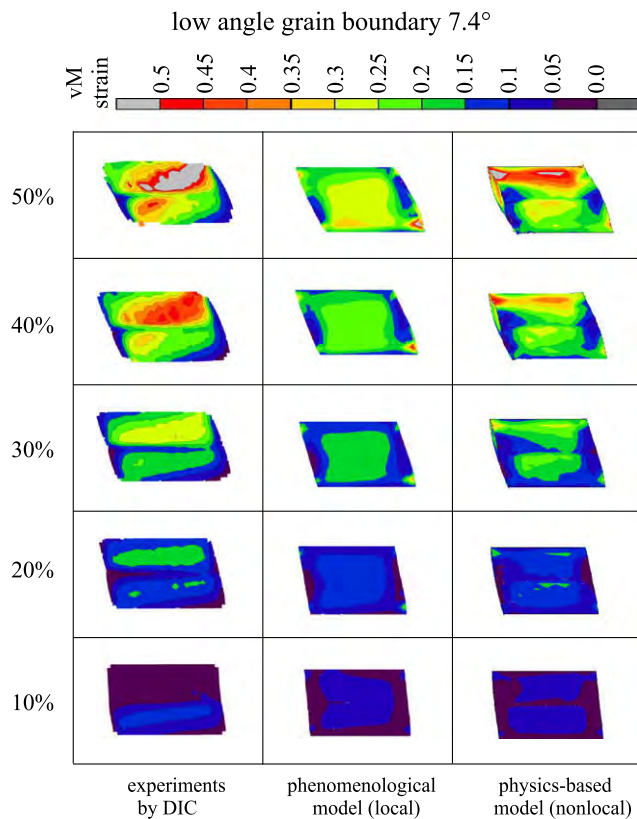 low angle grain boundary 7.4°
vM strain
0.5 0.45 0.4 0.35 0.3 0.25 0.2 0.15 0.1 0.05 0.0
50%
40%
30%
20%
10%
experiments phenomenological physics-based
by DIC model (local) model (nonlocal)